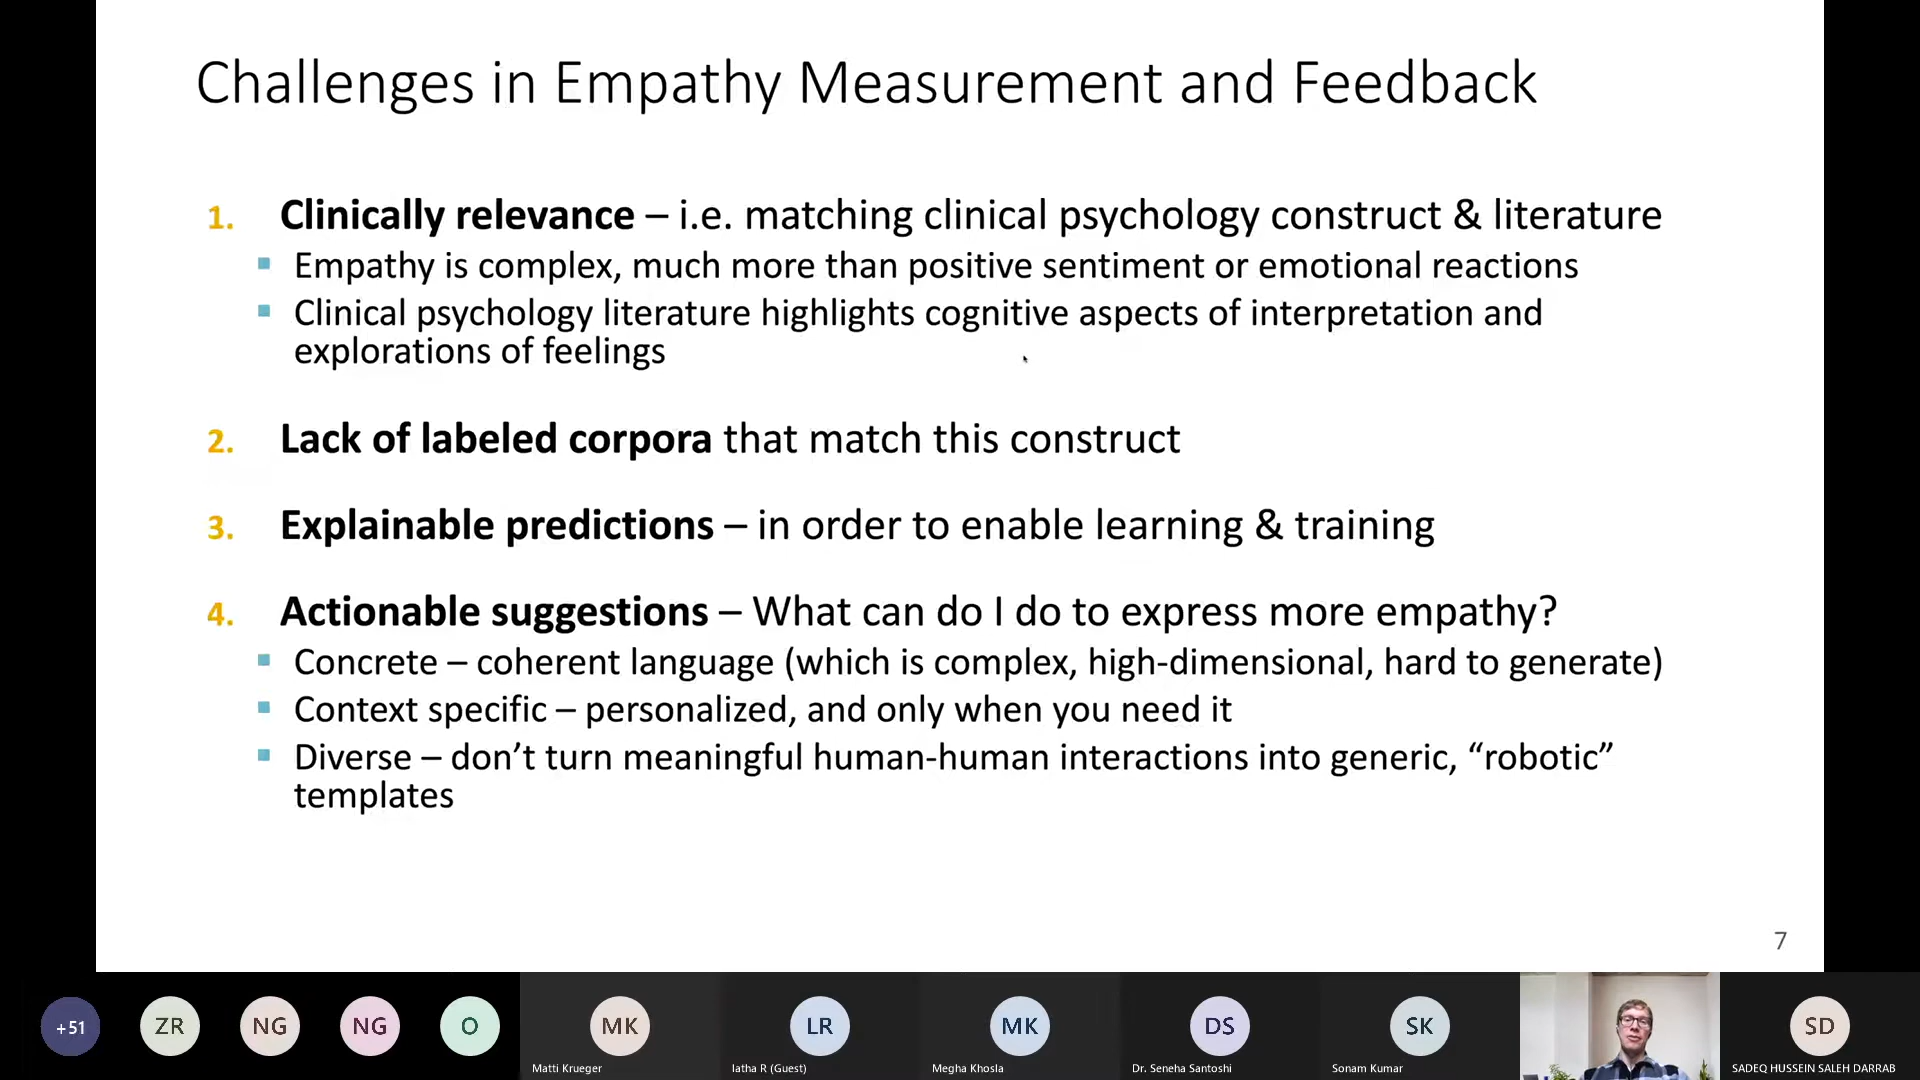 Challenges in Empathy Measurement and Feedback
1. Clinically relevance – i.e. matching clinical psychology construct & literature
▪ Empathy is complex, much more than positive sentiment or emotional reactions
▪ Clinical psychology literature highlights cognitive aspects of interpretation and
explorations of feelings
2. Lack of labeled corpora that match this construct
3. Explainable predictions – in order to enable learning & training
4. Actionable suggestions – What can do I do to express more empathy?
▪ Concrete – coherent language (which is complex, high-dimensional, hard to generate)
▪ Context specific – personalized, and only when you need it
▪ Diverse – don’t turn meaningful human-human interactions into generic, “robotic”
templates
7
+51
ZR
NG
NG
O
MK
Matti Krueger
LR
latha R (Guest)
MK
Megha Khosla
DS
Dr. Seneha Santoshi
SK
Sonam Kumar
SD
SADEQ HUSSEIN SALEH DARRAB